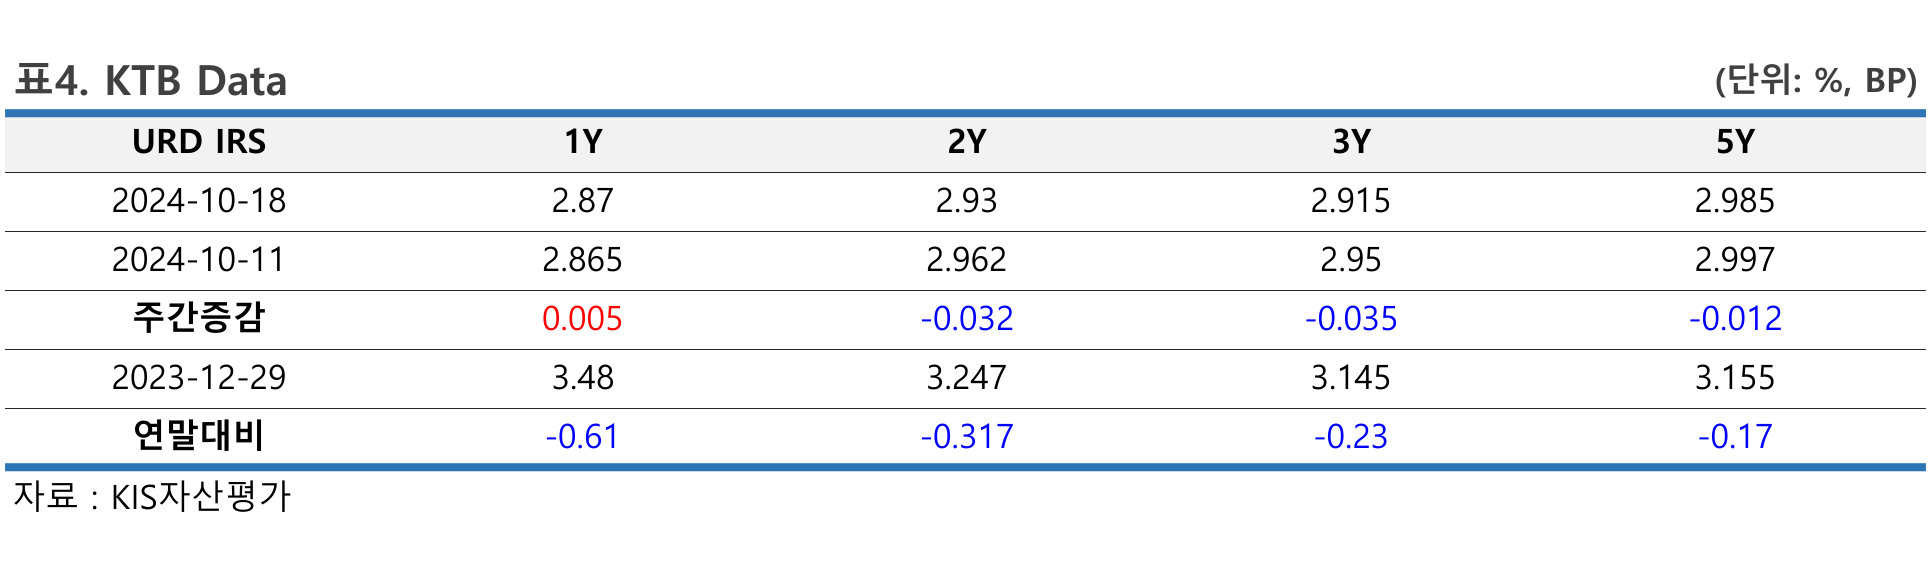 표4. KTB Data (단위: %, BP)
URD IRS 1Y 2Y 3Y 5Y
2024-10-18 2.87 2.93 2.915 2.985
2024-10-11 2.865 2.962 2.95 2.997
주간증감 0.005 -0.032 -0.035 -0.012
2023-12-29 3.48 3.247 3.145 3.155
연말대비 -0.61 -0.317 -0.23 -0.17
자료 : KIS자산평가